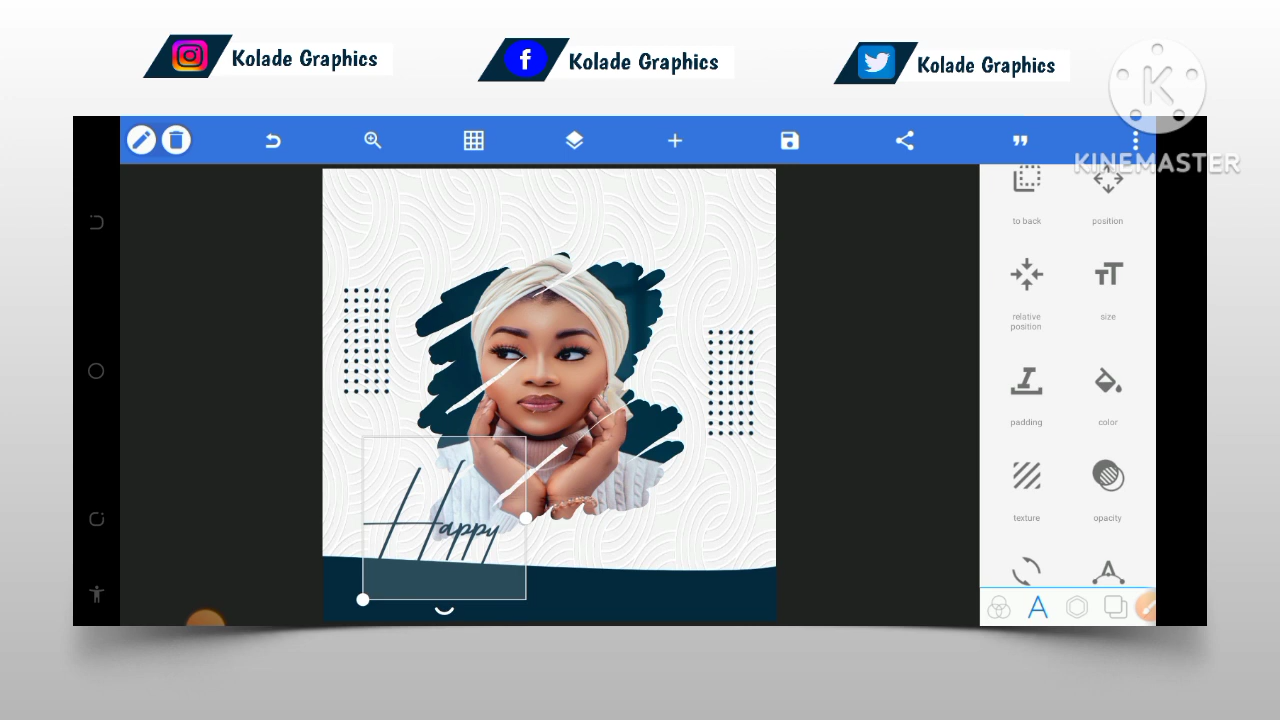 Kolade Graphics
Kolade Graphics
Kolade Graphics
KINEMASTER
to back
position
relative
position
size
padding
color
texture
opacity
Happy